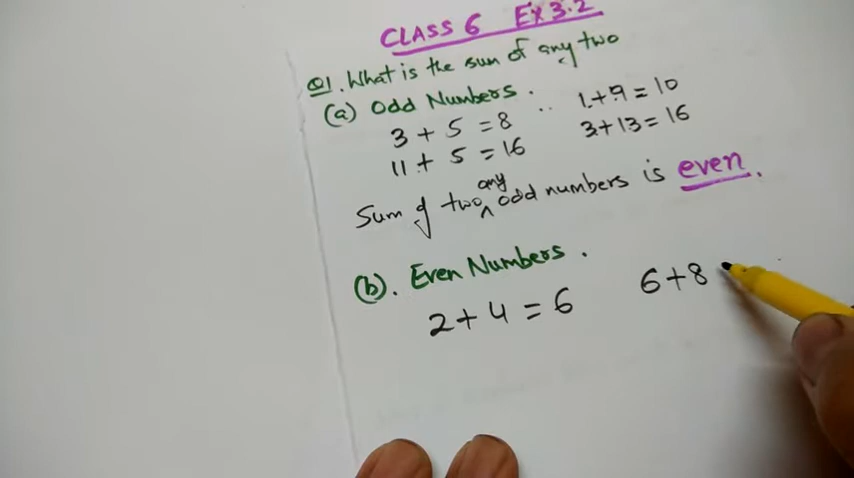 CLASS 6 Ex 3.2
Q1. What is the sum of any two
(a) Odd Numbers.
3 + 5 = 8 .. 1 + 9 = 10
11 + 5 = 16 3 + 13 = 16
Sum of two any odd numbers is even.
(b). Even Numbers.
2 + 4 = 6 6 + 8